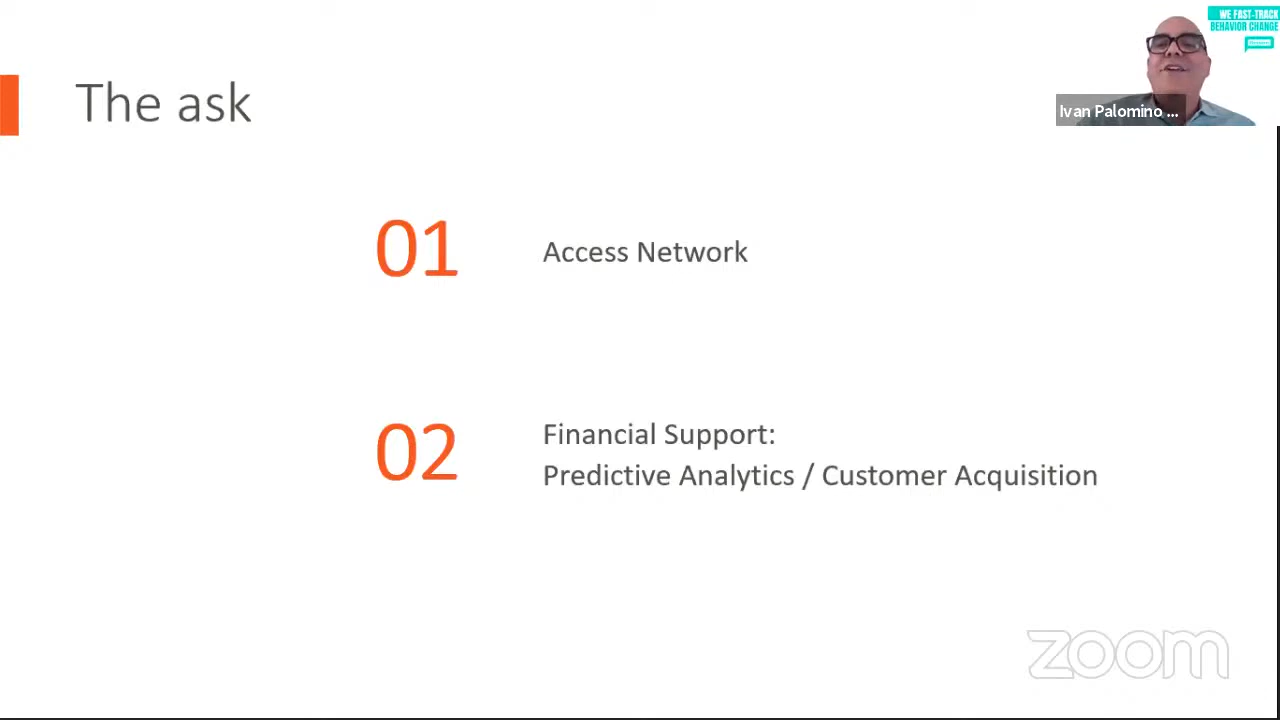 WE FAST-TRACK
BEHAVIOR CHANGE
The ask
Ivan Palomino ...
01
Access Network
02
Financial Support:
Predictive Analytics / Customer Acquisition
zoom